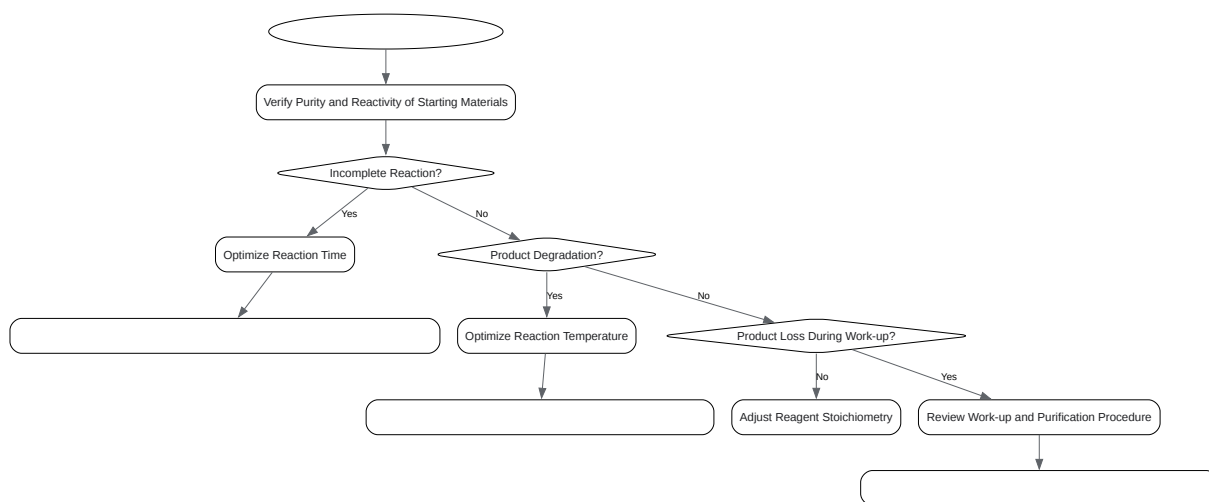 Verify Purity and Reactivity of Starting Materials
Incomplete Reaction?
Yes
No
Optimize Reaction Time
Product Degradation?
Yes
No
Optimize Reaction Temperature
Product Loss During Work-up?
No
Yes
Adjust Reagent Stoichiometry
Review Work-up and Purification Procedure